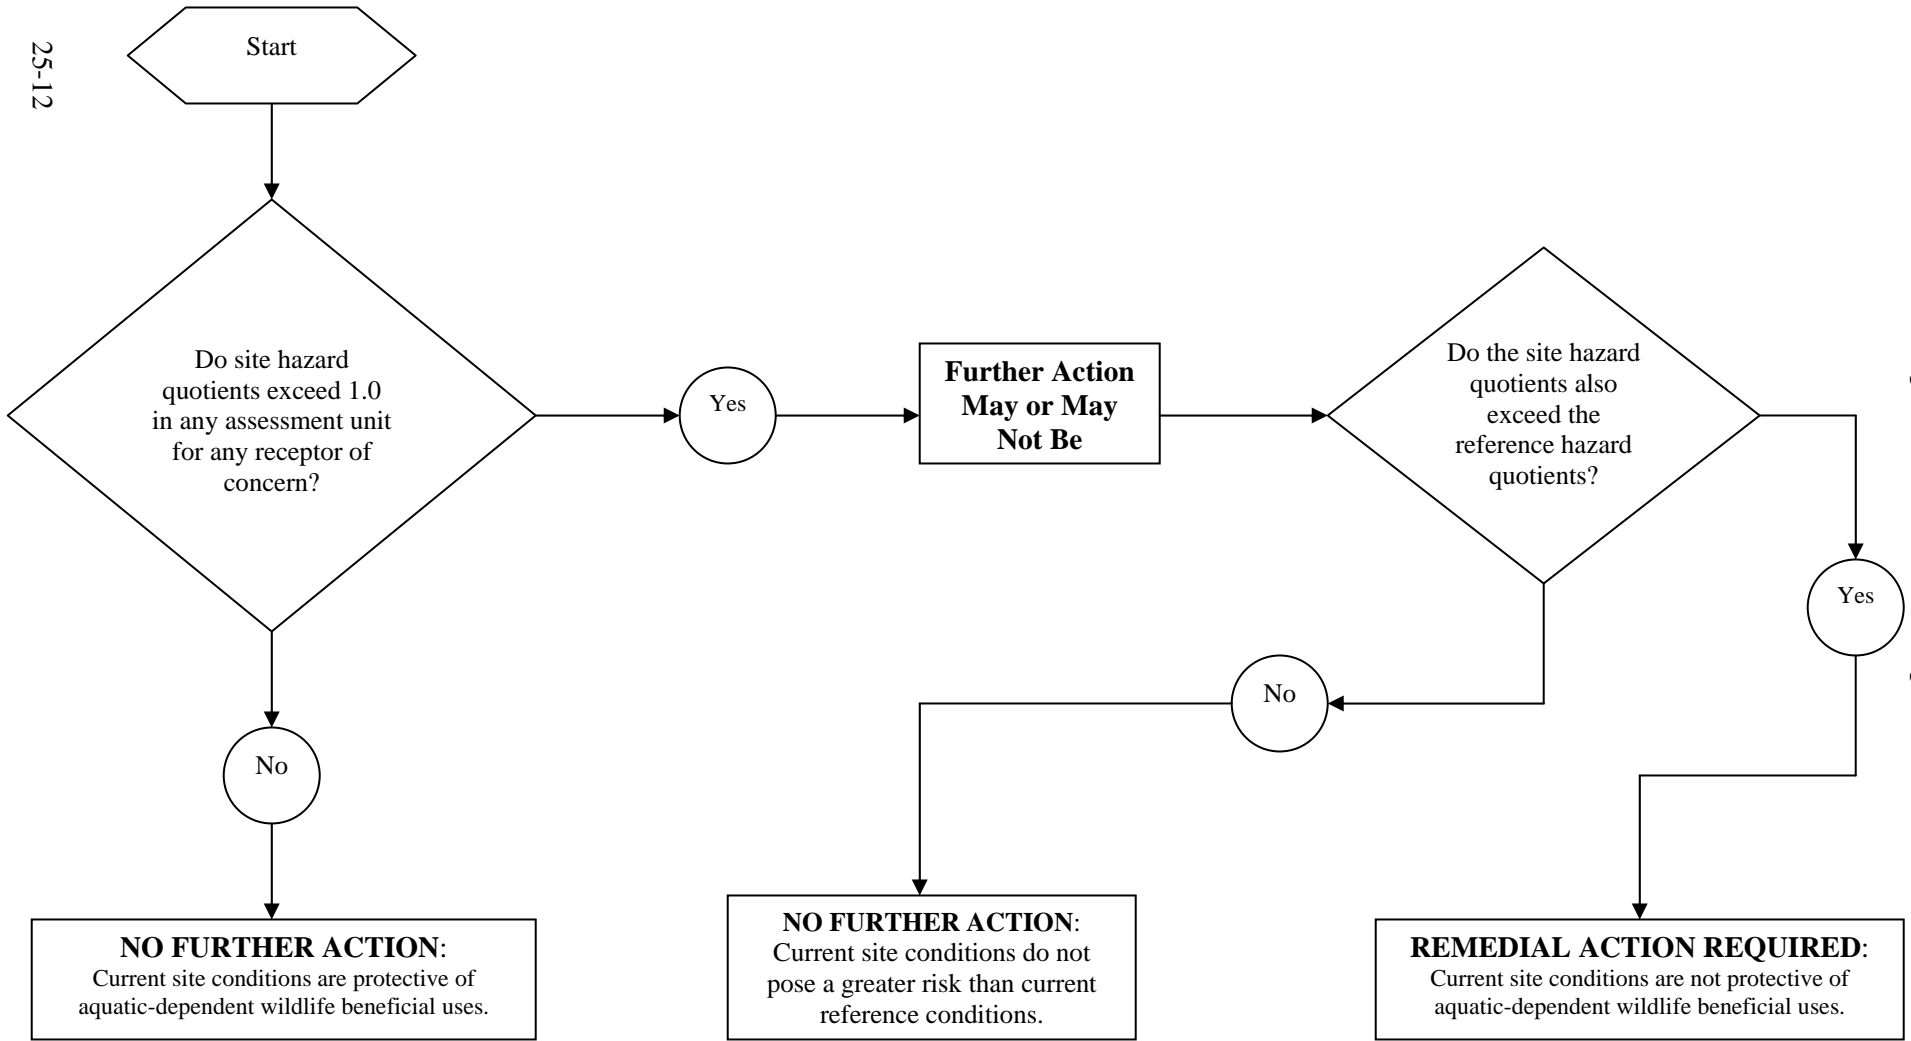 25-12
Start
Do site hazard
quotients exceed 1.0
in any assessment unit
for any receptor of
concern?
Yes
Further Action
May or May
Not Be
Do the site hazard
quotients also
exceed the
reference hazard
quotients?
Yes
No
No
NO FURTHER ACTION:
Current site conditions are protective of
aquatic-dependent wildlife beneficial uses.
NO FURTHER ACTION:
Current site conditions do not
pose a greater risk than current
reference conditions.
REMEDIAL ACTION REQUIRED:
Current site conditions are not protective of
aquatic-dependent wildlife beneficial uses.